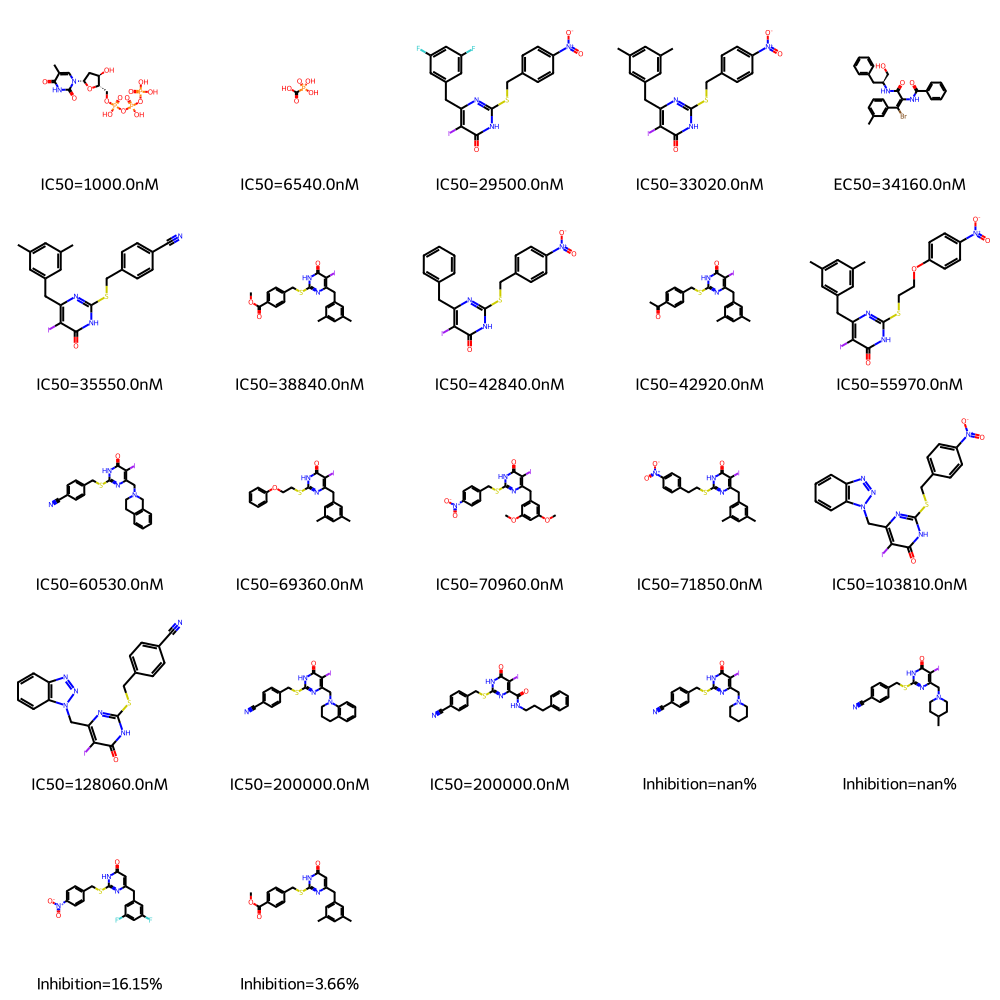 IC50=1000.0nM
IC50=6540.0nM
IC50=29500.0nM
IC50=33020.0nM
EC50=34160.0nM
IC50=35550.0nM
IC50=38840.0nM
IC50=42840.0nM
IC50=42920.0nM
IC50=55970.0nM
IC50=60530.0nM
IC50=69360.0nM
IC50=70960.0nM
IC50=71850.0nM
IC50=103810.0nM
IC50=128060.0nM
IC50=200000.0nM
IC50=200000.0nM
Inhibition=nan%
Inhibition=nan%
Inhibition=16.15%
Inhibition=3.66%